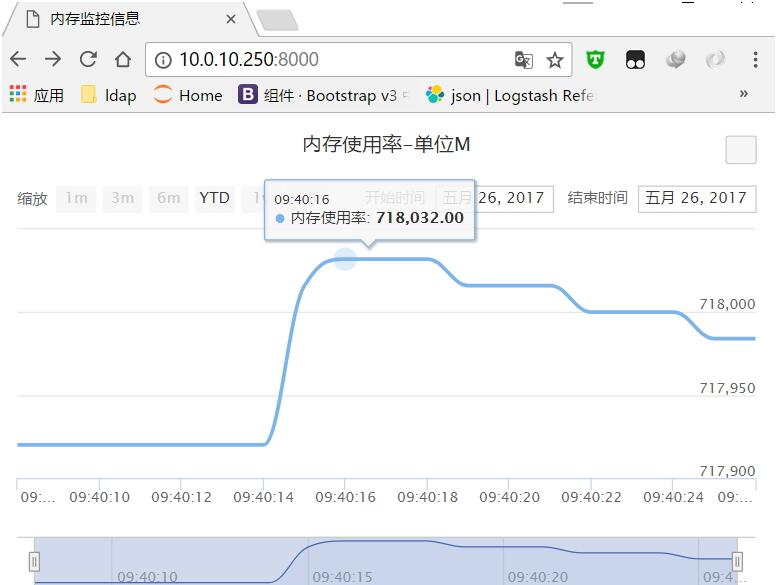 内存监控信息
10.0.10.250:8000
应用 ldap Home B 组件 · Bootstrap v3 json | Logstash Refe »
内存使用率-单位M
缩放 1m 3m 6m YTD 开始时间 五月 26, 2017 结束时间 五月 26, 2017
09:40:16
内存使用率: 718,032.00
718,000
717,950
717,900
09:... 09:40:10 09:40:12 09:40:14 09:40:16 09:40:18 09:40:20 09:40:22 09:40:24 09:...
09:40:10 09:40:15 09:40:20 09:4...